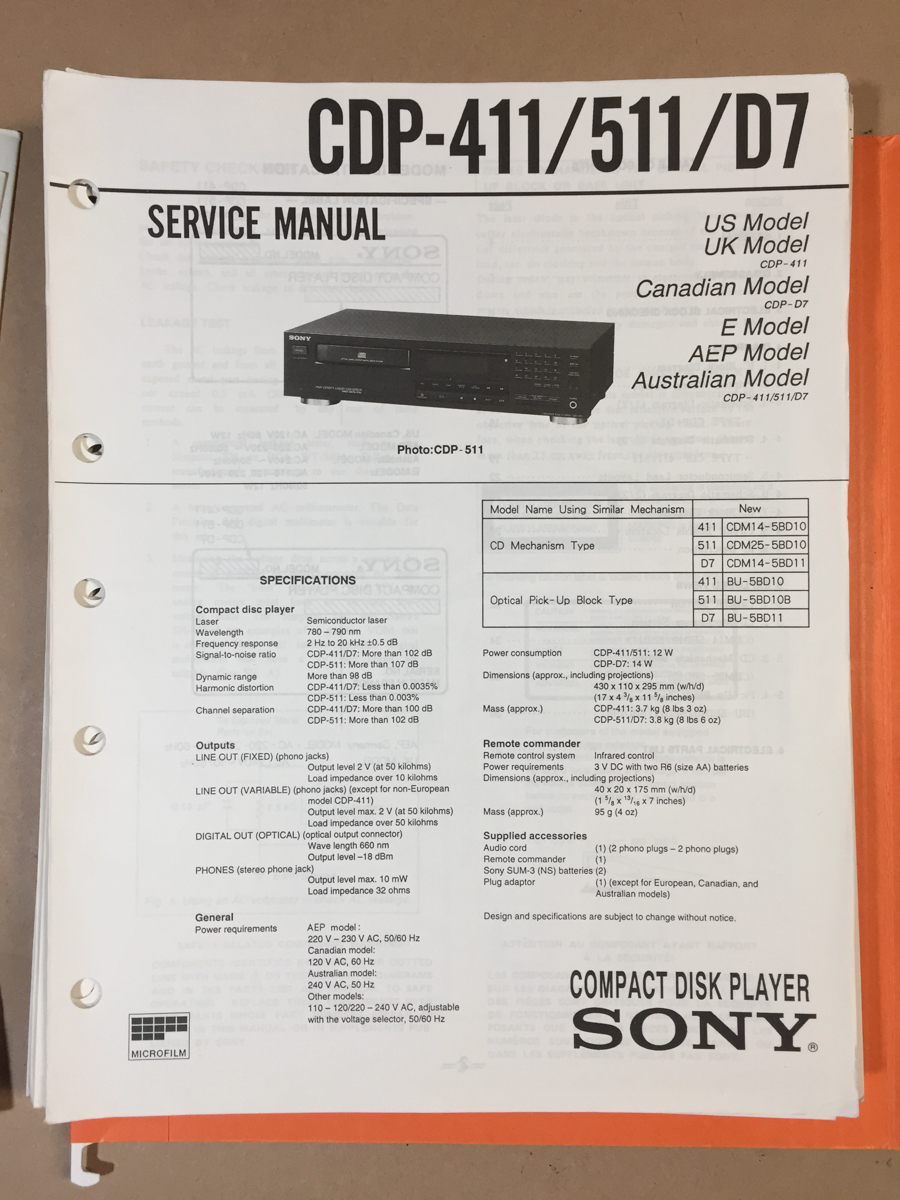 CDP-411/511/D7
SERVICE MANUAL
US Model
UK Model
CDP-411
Canadian Model
CDP-D7
E Model
AEP Model
Australian Model
CDP-411/511/D7
SONY
Photo:CDP-511
Model Name Using Similar Mechanism New
CD Mechanism Type 411 CDM14-5BD10
511 CDM25-5BD10
D7 CDM14-5BD11
Optical Pick-Up Block Type 411 BU-5BD10
511 BU-5BD10B
D7 BU-5BD11
SPECIFICATIONS
Compact disc player
Laser Semiconductor laser
Wavelength 780 – 790 nm
Frequency response 2 Hz to 20 kHz ±0.5 dB
Signal-to-noise ratio CDP-411/D7: More than 102 dB
CDP-511: More than 107 dB
Dynamic range More than 98 dB
Harmonic distortion CDP-411/D7: Less than 0.0035%
CDP-511: Less than 0.003%
Channel separation CDP-411/D7: More than 100 dB
CDP-511: More than 102 dB
Outputs
LINE OUT (FIXED) (phono jacks)
Output level 2 V (at 50 kilohms)
Load impedance over 10 kilohms
LINE OUT (VARIABLE) (phono jacks) (except for non-European
model CDP-411)
Output level max. 2 V (at 50 kilohms)
Load impedance over 50 kilohms
DIGITAL OUT (OPTICAL) (optical output connector)
Wave length 660 nm
Output level –18 dBm
PHONES (stereo phone jack)
Output level max. 10 mW
Load impedance 32 ohms
General
Power requirements AEP model:
220 V – 230 V AC, 50/60 Hz
Canadian model:
120 V AC, 60 Hz
Australian model:
240 V AC, 50 Hz
Other models:
110 – 120/220 – 240 V AC, adjustable
with the voltage selector, 50/60 Hz
Power consumption CDP-411/511: 12 W
CDP-D7: 14 W
Dimensions (approx., including projections)
430 x 110 x 295 mm (w/h/d)
(17 x 4 3/8 x 11 5/8 inches)
Mass (approx.) CDP-411: 3.7 kg (8 lbs 3 oz)
CDP-511/D7: 3.8 kg (8 lbs 6 oz)
Remote commander
Remote control system Infrared control
Power requirements 3 V DC with two R6 (size AA) batteries
Dimensions (approx., including projections)
40 x 20 x 175 mm (w/h/d)
(1 5/8 x 13/16 x 7 inches)
Mass (approx.) 95 g (4 oz)
Supplied accessories
Audio cord (1) (2 phono plugs – 2 phono plugs)
Remote commander (1)
Sony SUM-3 (NS) batteries (2)
Plug adaptor (1) (except for European, Canadian, and
Australian models)
Design and specifications are subject to change without notice.
MICROFILM
COMPACT DISK PLAYER
SONY®